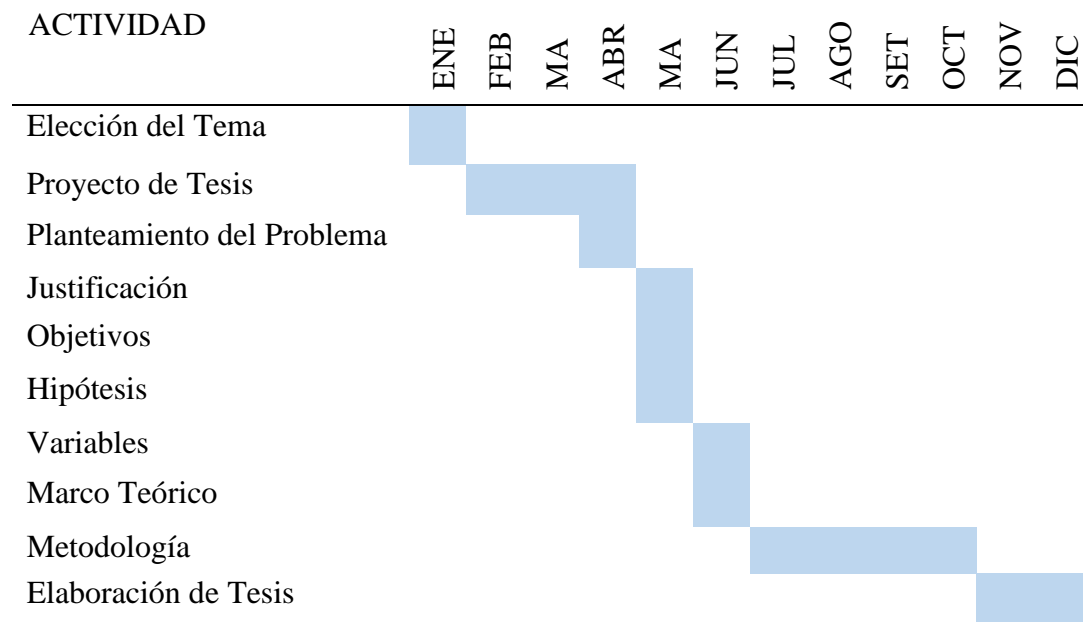 ACTIVIDAD ENE FEB MA ABR MA JUN JUL AGO SET OCT NOV DIC
Elección del Tema
Proyecto de Tesis
Planteamiento del Problema
Justificación
Objetivos
Hipótesis
Variables
Marco Teórico
Metodología
Elaboración de Tesis